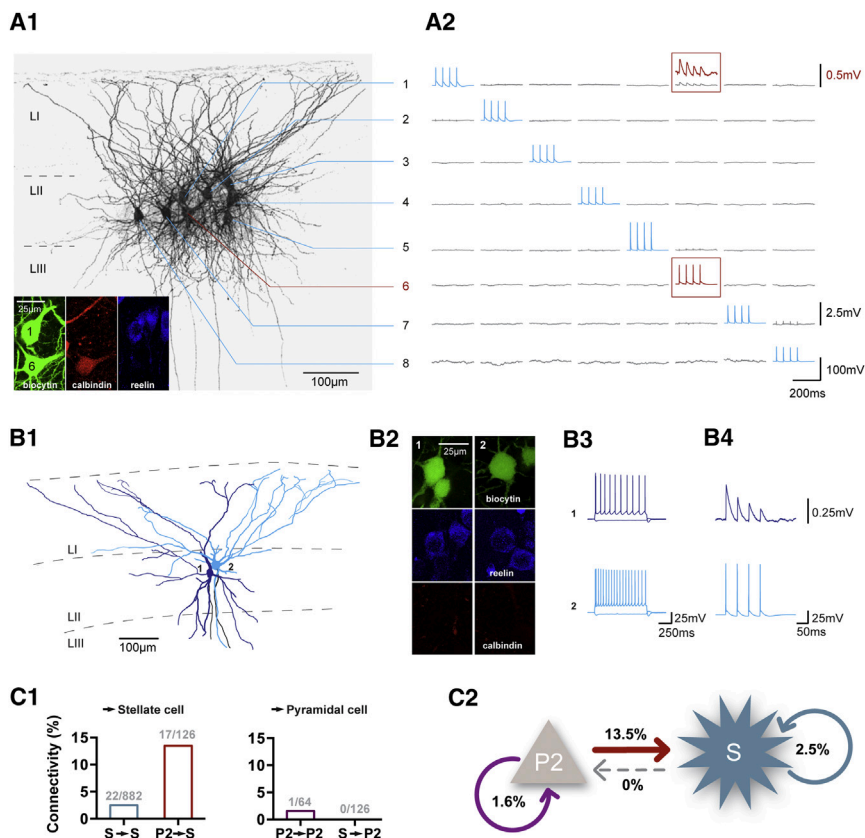 A1
A2
LI
LII
LIII
1
2
3
4
5
6
7
8
25µm
1
6
biocytin
calbindin
reelin
100µm
0.5mV
2.5mV
100mV
200ms
B1
B2
B3
B4
LI
LII
LIII
1
2
100µm
1
2
25µm
biocytin
reelin
calbindin
1
2
25mV
250ms
0.25mV
25mV
50ms
C1
C2
Stellate cell
Pyramidal cell
Connectivity (%)
15
10
5
0
22/882
17/126
S→S
P2→S
15
10
5
0
1/64
0/126
P2→P2
S→P2
P2
S
13.5%
0%
1.6%
2.5%